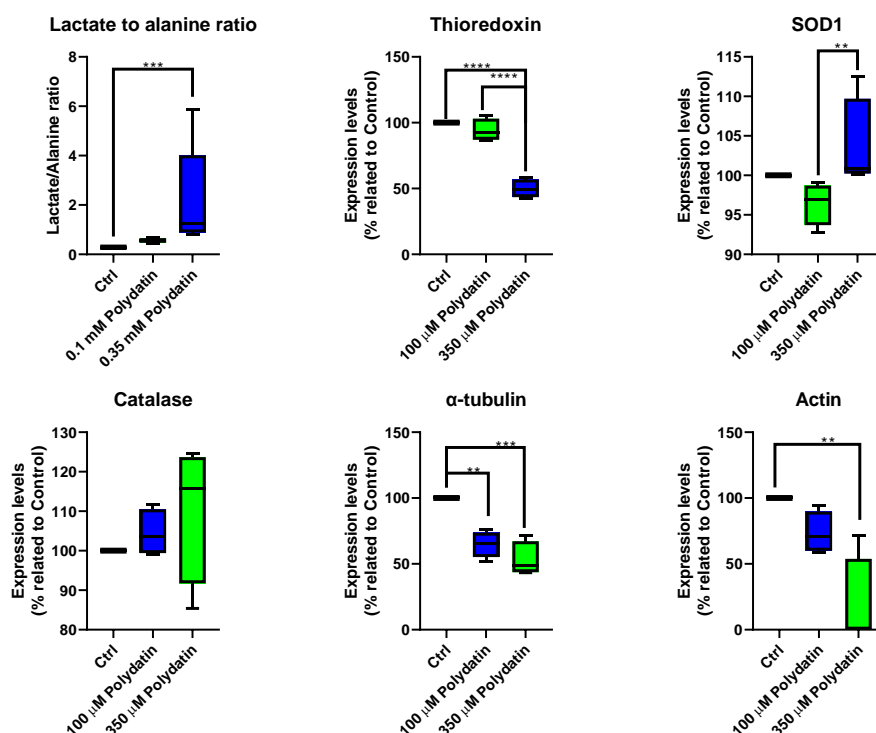 Lactate to alanine ratio
Lactate/Alanine ratio
8
6
4
2
0
***
Ctrl
0.1 mM Polydatin
0.35 mM Polydatin
Thioredoxin
Expression levels
(% related to Control)
150
100
50
0
****
****
Ctrl
100 μM Polydatin
350 μM Polydatin
SOD1
Expression levels
(% related to Control)
115
110
105
100
95
90
**
Ctrl
100 μM Polydatin
350 μM Polydatin
Catalase
Expression levels
(% related to Control)
130
120
110
100
90
80
Ctrl
100 μM Polydatin
350 μM Polydatin
α-tubulin
Expression levels
(% related to Control)
150
100
50
0
***
**
Ctrl
100 μM Polydatin
350 μM Polydatin
Actin
Expression levels
(% related to Control)
150
100
50
0
**
Ctrl
100 μM Polydatin
350 μM Polydatin